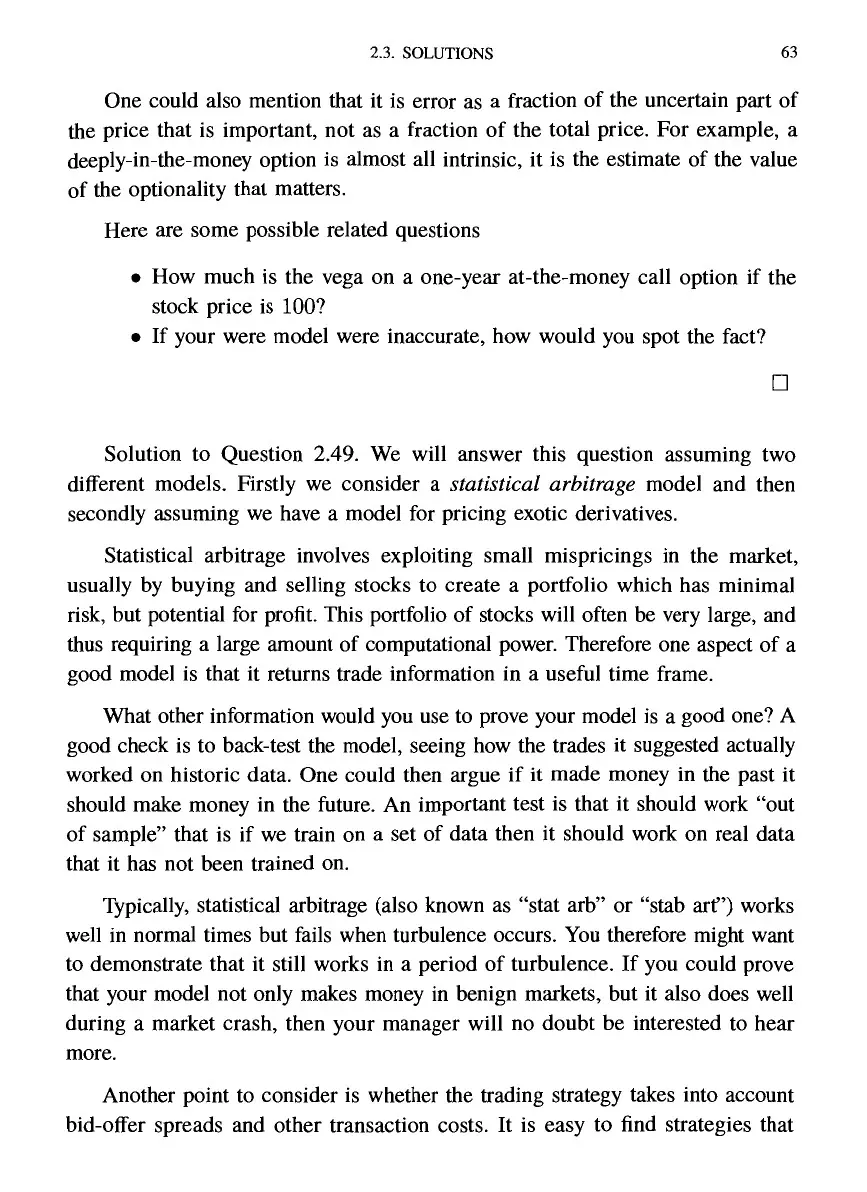 2.3. SOLUTIONS 63
One could also mention that it is error as a fraction of the uncertain part of
the price that is important, not as a fraction of the total price. For example, a
deeply-in-the-money option is almost all intrinsic, it is the estimate of the value
of the optionality that matters.
Here are some possible related questions
• How much is the vega on a one-year at-the-money call option if the
stock price is 100?
• If your were model were inaccurate, how would you spot the fact?
□
Solution to Question 2.49. We will answer this question assuming two
different models. Firstly we consider a statistical arbitrage model and then
secondly assuming we have a model for pricing exotic derivatives.
Statistical arbitrage involves exploiting small mispricings in the market,
usually by buying and selling stocks to create a portfolio which has minimal
risk, but potential for profit. This portfolio of stocks will often be very large, and
thus requiring a large amount of computational power. Therefore one aspect of a
good model is that it returns trade information in a useful time frame.
What other information would you use to prove your model is a good one? A
good check is to back-test the model, seeing how the trades it suggested actually
worked on historic data. One could then argue if it made money in the past it
should make money in the future. An important test is that it should work “out
of sample” that is if we train on a set of data then it should work on real data
that it has not been trained on.
Typically, statistical arbitrage (also known as “stat arb” or “stab art”) works
well in normal times but fails when turbulence occurs. You therefore might want
to demonstrate that it still works in a period of turbulence. If you could prove
that your model not only makes money in benign markets, but it also does well
during a market crash, then your manager will no doubt be interested to hear
more.
Another point to consider is whether the trading strategy takes into account
bid-offer spreads and other transaction costs. It is easy to find strategies that